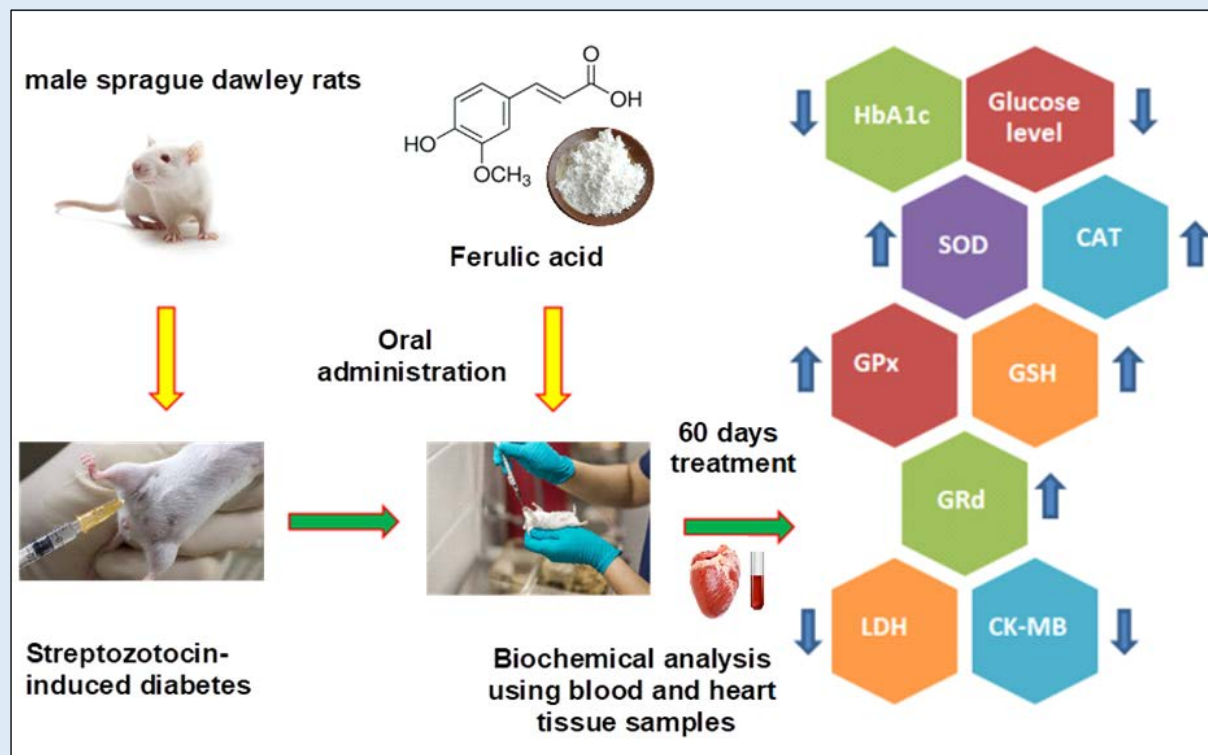 male sprague dawley rats
O
OH
HO
OCH3
Ferulic acid
Oral
administration
60 days
treatment
Streptozotocin-
induced diabetes
Biochemical analysis
using blood and heart
tissue samples
HbA1c
Glucose
level
SOD
CAT
GPx
GSH
GRd
LDH
CK-MB